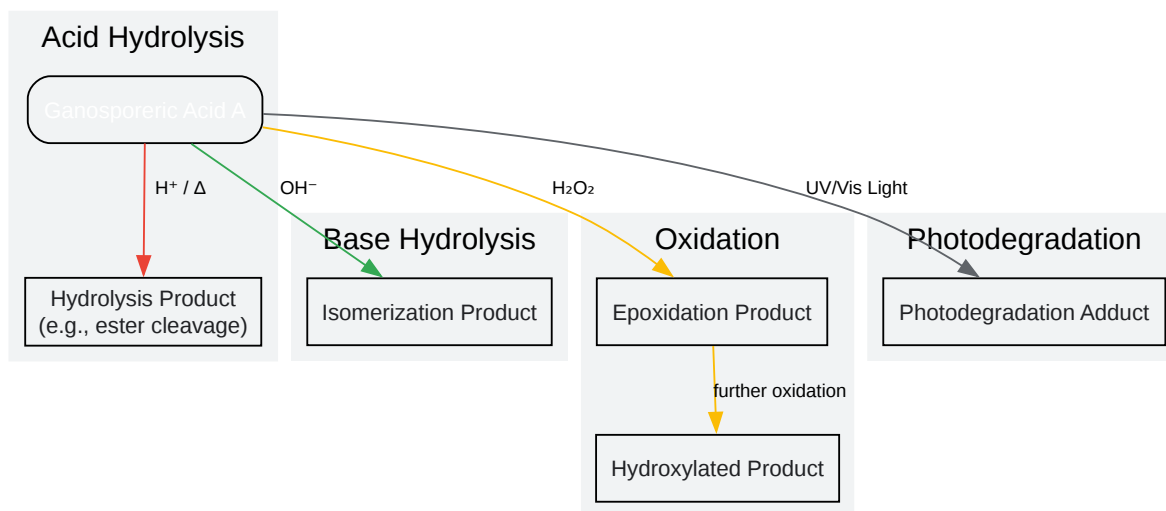 Acid Hydrolysis
Ganosporeric Acid A
H⁺ / Δ
OH⁻
H₂O₂
UV/Vis Light
Base Hydrolysis
Oxidation
Photodegradation
Hydrolysis Product
(e.g., ester cleavage)
Isomerization Product
Epoxidation Product
Photodegradation Adduct
further oxidation
Hydroxylated Product